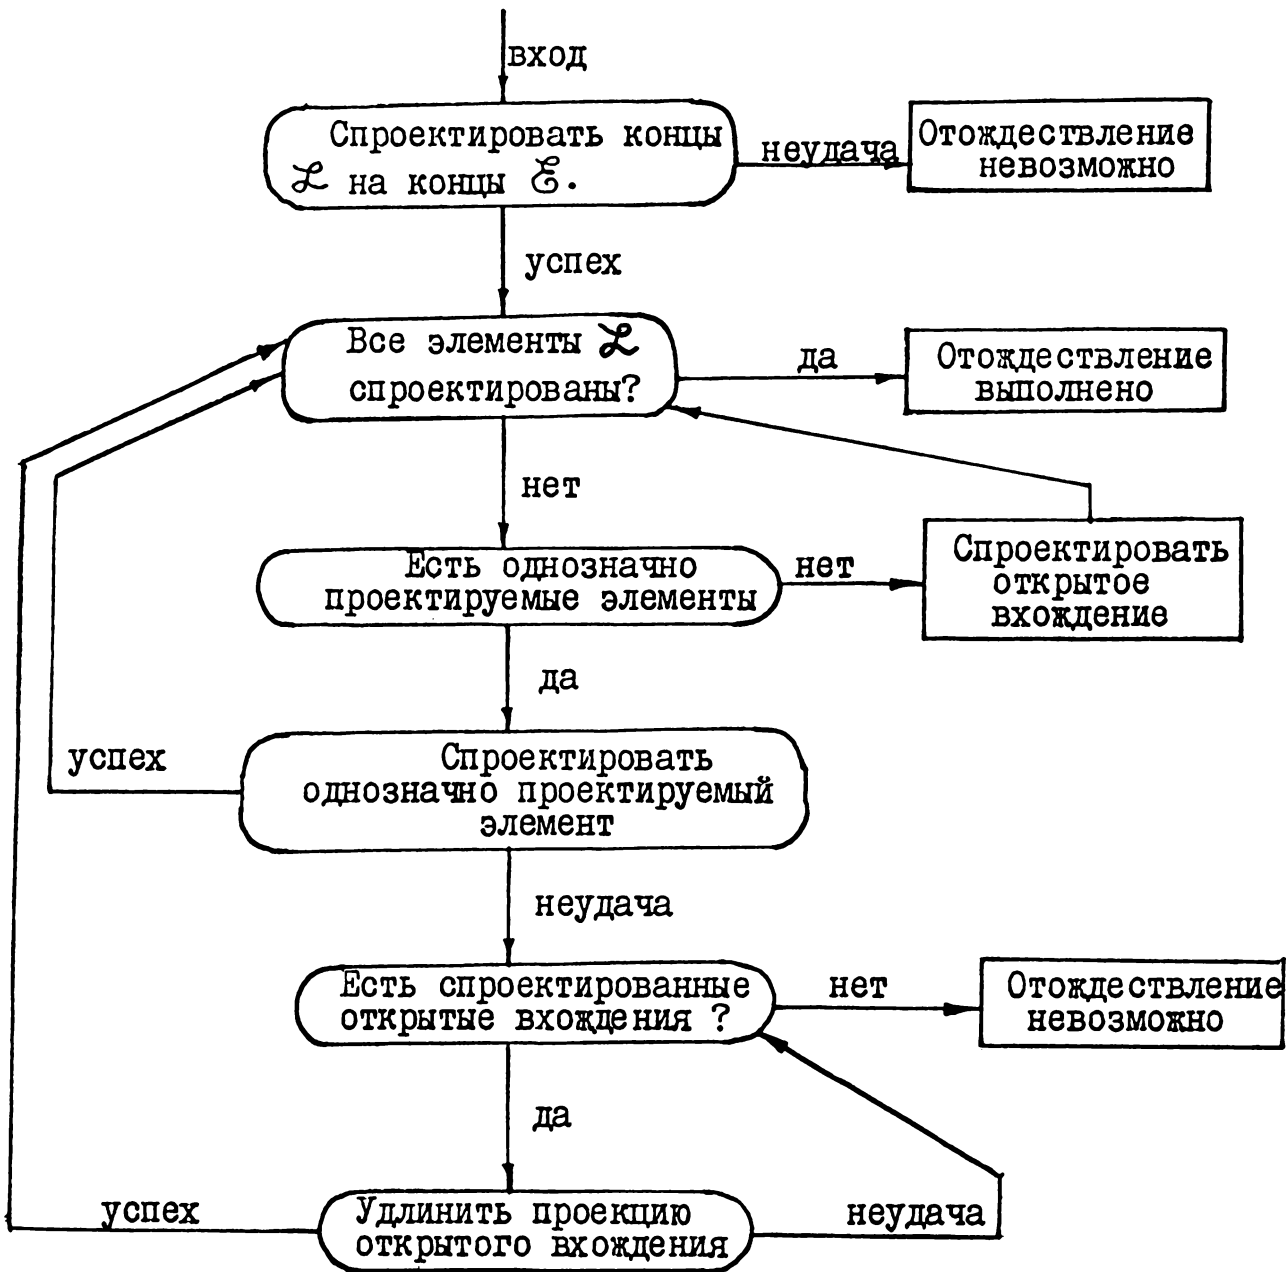 вход
Спроектировать концы
ℒ на концы ℰ.
неудача
Отождествление
невозможно
успех
Все элементы ℒ
спроектированы?
да
Отождествление
выполнено
нет
Есть однозначно
проектируемые элементы
нет
Спроектировать
открытое
вхождение
да
Спроектировать
однозначно проектируемый
элемент
успех
неудача
Есть спроектированные
открытые вхождения ?
нет
Отождествление
невозможно
да
Удлинить проекцию
открытого вхождения
успех
неудача